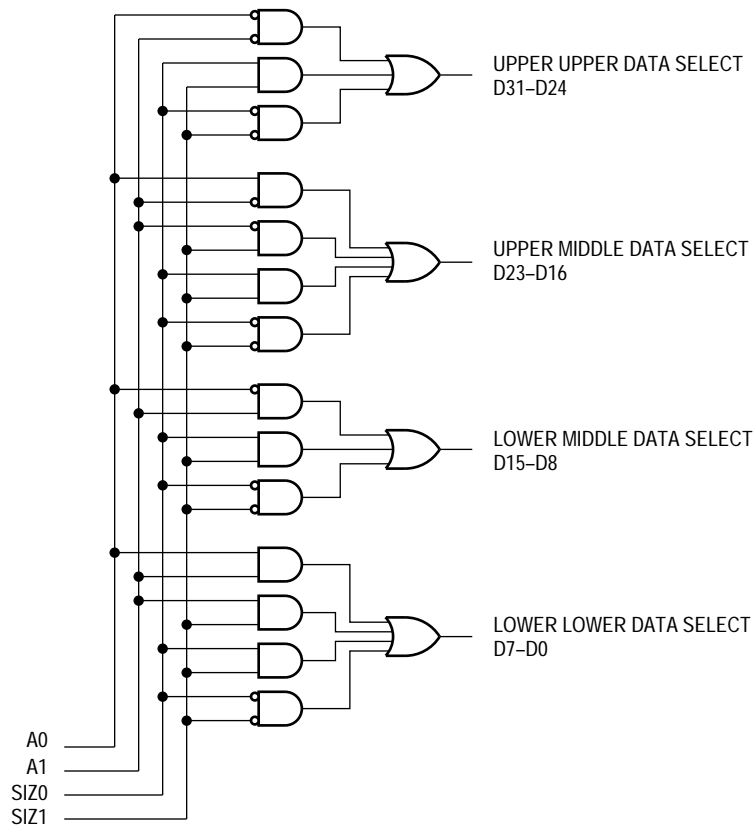 UPPER UPPER DATA SELECT
D31–D24
UPPER MIDDLE DATA SELECT
D23–D16
LOWER MIDDLE DATA SELECT
D15–D8
LOWER LOWER DATA SELECT
D7–D0
A0
A1
SIZ0
SIZ1